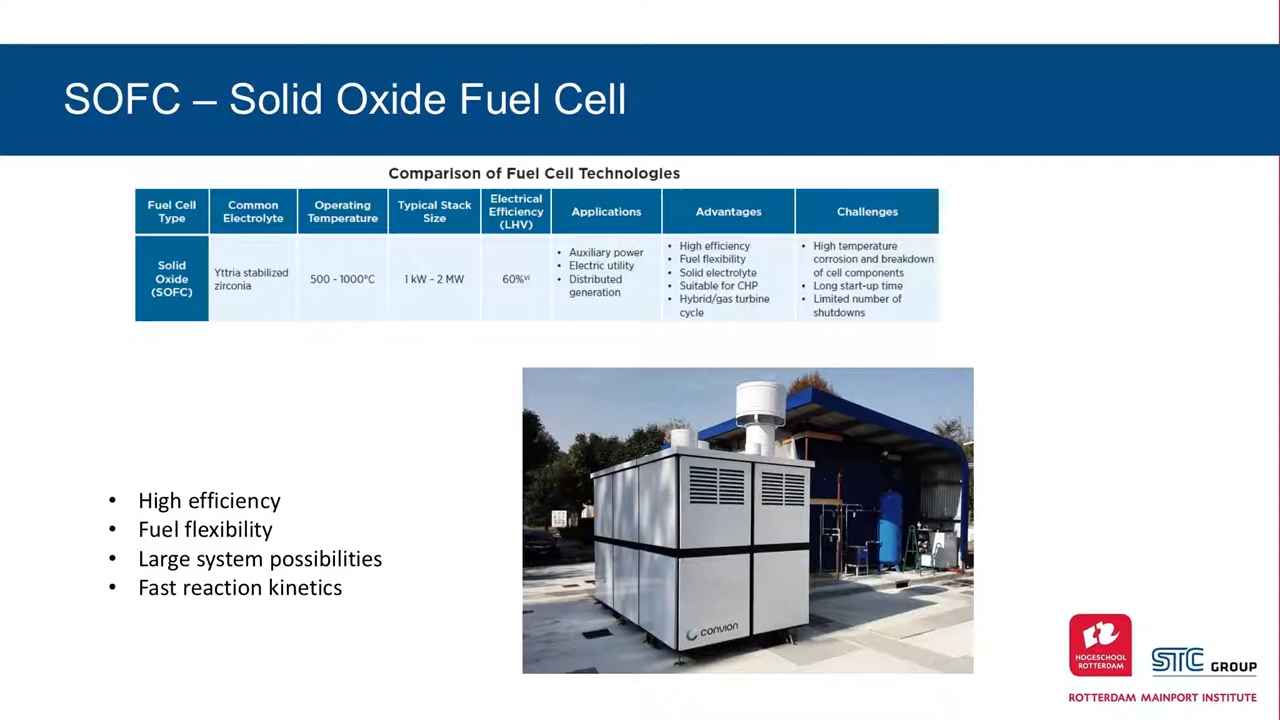 SOFC – Solid Oxide Fuel Cell
Comparison of Fuel Cell Technologies
Fuel Cell Type
Common Electrolyte
Operating Temperature
Typical Stack Size
Electrical Efficiency (LHV)
Applications
Advantages
Challenges
Solid Oxide (SOFC)
Yttria stabilized zirconia
500 - 1000°C
1 kW - 2 MW
60%vi
• Auxiliary power
• Electric utility
• Distributed generation
• High efficiency
• Fuel flexibility
• Solid electrolyte
• Suitable for CHP
• Hybrid/gas turbine cycle
• High temperature corrosion and breakdown of cell components
• Long start-up time
• Limited number of shutdowns
• High efficiency
• Fuel flexibility
• Large system possibilities
• Fast reaction kinetics
CONVION
HOGESCHOOL
ROTTERDAM
STC GROUP
ROTTERDAM MAINPORT INSTITUTE